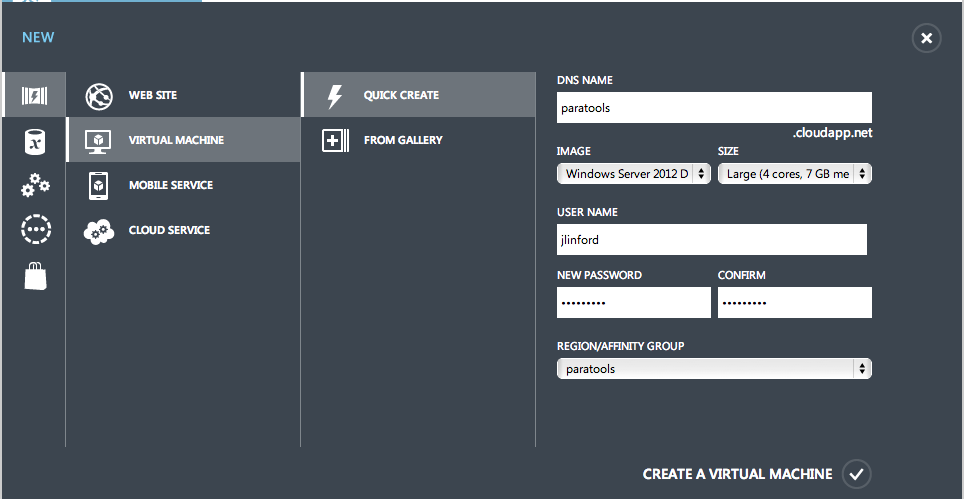 NEW
WEB SITE
VIRTUAL MACHINE
MOBILE SERVICE
CLOUD SERVICE
QUICK CREATE
FROM GALLERY
DNS NAME
paratools
.cloudapp.net
IMAGE
SIZE
Windows Server 2012 D
Large (4 cores, 7 GB me
USER NAME
jlinford
NEW PASSWORD
CONFIRM
•••••••••
•••••••••
REGION/AFFINITY GROUP
paratools
CREATE A VIRTUAL MACHINE